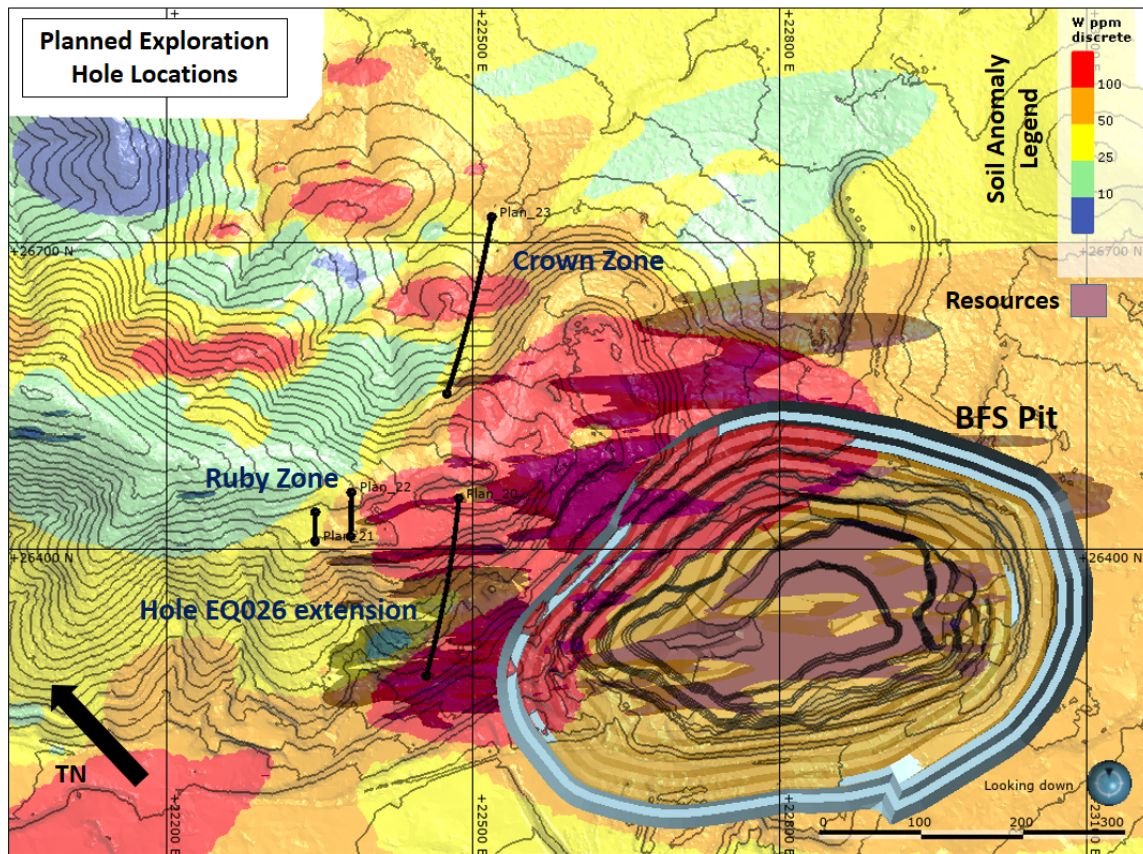 Planned Exploration
Hole Locations
+22500 E
+22800 E
W ppm
discrete
100
50
25
10
Soil Anomaly
Legend
Plan_23
+26700 N
+26700 N
Crown Zone
Resources
BFS Pit
Ruby Zone
Plan_22
Plan_20
Plan_21
+26400 N
+26400 N
Hole EQ026 extension
TN
Looking down
+22200 E
+22500 E
+22800 E
+23100 E
0
100
200
300